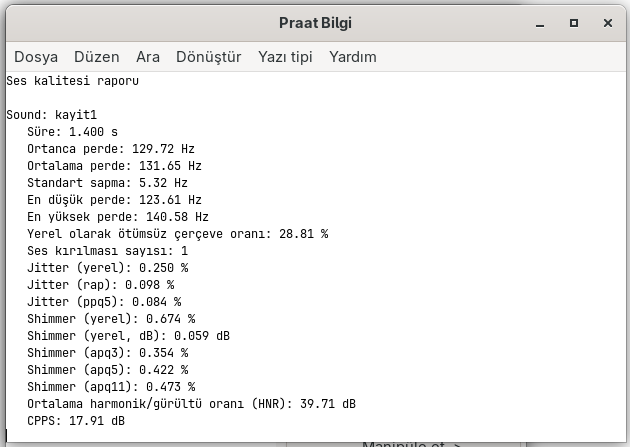 Praat Bilgi
Dosya Düzen Ara Dönüştür Yazı tipi Yardım
Ses kalitesi raporu
Sound: kayit1
Süre: 1.400 s
Ortanca perde: 129.72 Hz
Ortalama perde: 131.65 Hz
Standart sapma: 5.32 Hz
En düşük perde: 123.61 Hz
En yüksek perde: 140.58 Hz
Yerel olarak ötümsüz çerçeve oranı: 28.81 %
Ses kırılması sayısı: 1
Jitter (yerel): 0.250 %
Jitter (rap): 0.098 %
Jitter (ppq5): 0.084 %
Shimmer (yerel): 0.674 %
Shimmer (yerel, dB): 0.059 dB
Shimmer (apq3): 0.354 %
Shimmer (apq5): 0.422 %
Shimmer (apq11): 0.473 %
Ortalama harmonik/gürültü oranı (HNR): 39.71 dB
CPPS: 17.91 dB